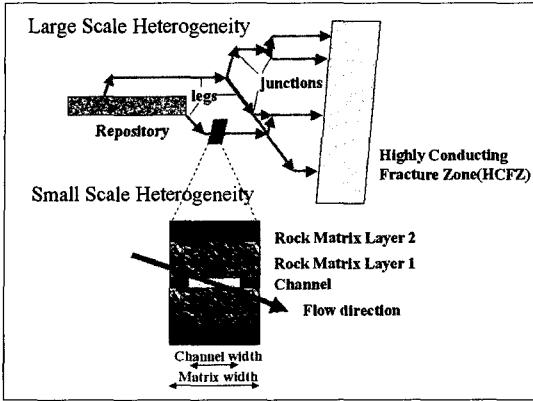 Large Scale Heterogeneity
junctions
legs
Repository
Highly Conducting
Fracture Zone(HCFZ)
Small Scale Heterogeneity
Rock Matrix Layer 2
Rock Matrix Layer 1
Channel
Flow direction
Channel width
Matrix width